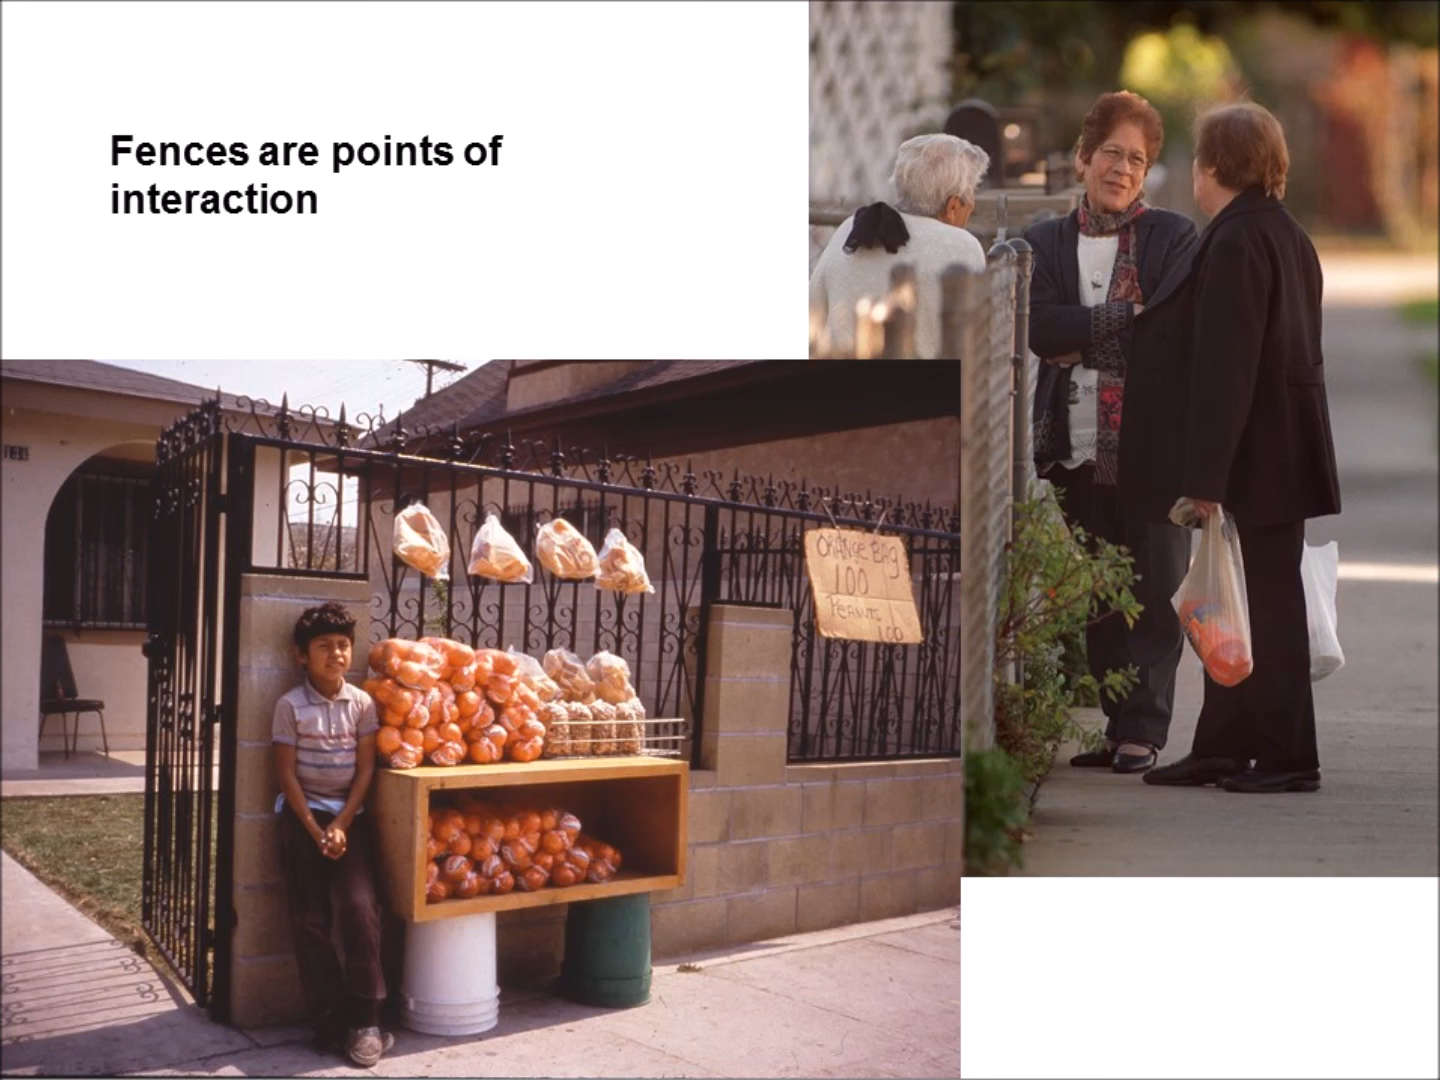 Fences are points of
interaction
ORANGE BAG
100
PEANUTS
100